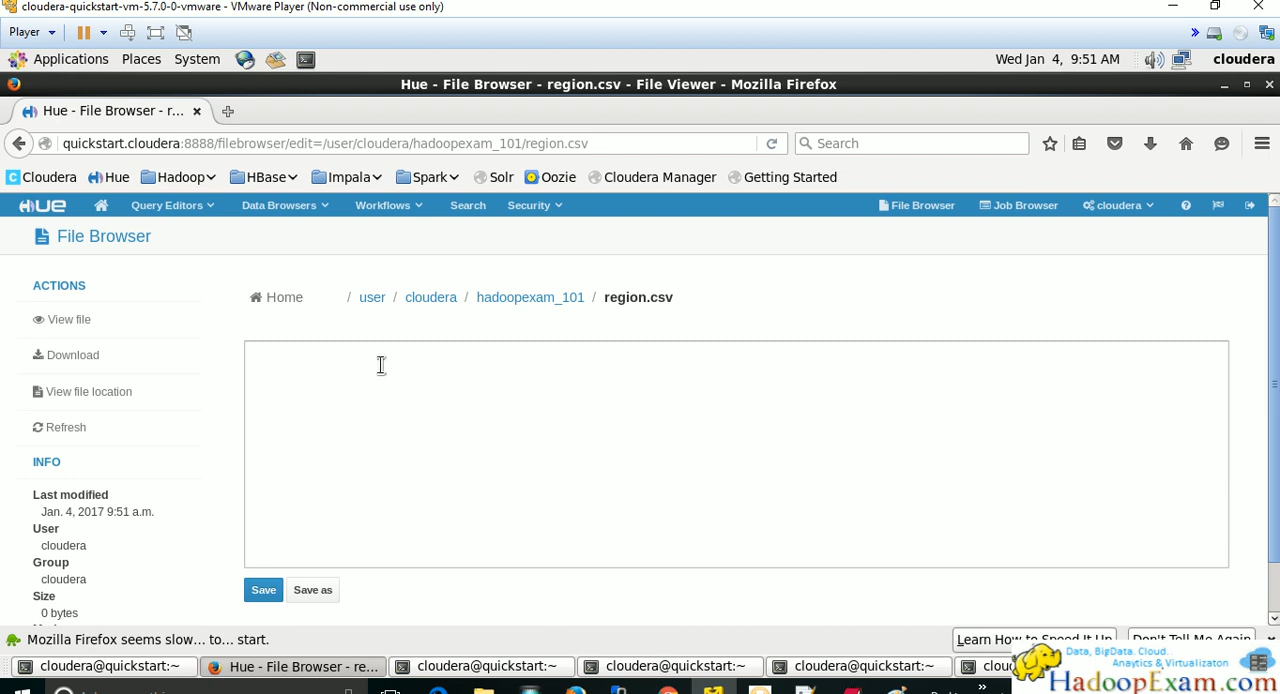 cloudera-quickstart-vm-5.7.0-0-vmware - VMware Player (Non-commercial use only)
Player
Applications Places System Wed Jan 4, 9:51 AM cloudera
Hue - File Browser - region.csv - File Viewer - Mozilla Firefox
Hue - File Browser - r...
quickstart.cloudera:8888/filebrowser/edit=/user/cloudera/hadoopexam_101/region.csv Search
Cloudera Hue Hadoop HBase Impala Spark Solr Oozie Cloudera Manager Getting Started
HUE Query Editors Data Browsers Workflows Search Security File Browser Job Browser cloudera
File Browser
ACTIONS
Home / user / cloudera / hadoopexam_101 / region.csv
View file
Download
View file location
Refresh
INFO
Last modified
Jan. 4, 2017 9:51 a.m.
User
cloudera
Group
cloudera
Size
0 bytes
Save Save as
Mozilla Firefox seems slow... to... start. Learn How to Speed It Up Don't Tell Me Again
cloudera@quickstart:~ Hue - File Browser - re... cloudera@quickstart:~ cloudera@quickstart:~ cloudera@quickstart:~ clou
Data, BigData. Cloud.
Anaytics & Virtualizaton
HadoopExam.com